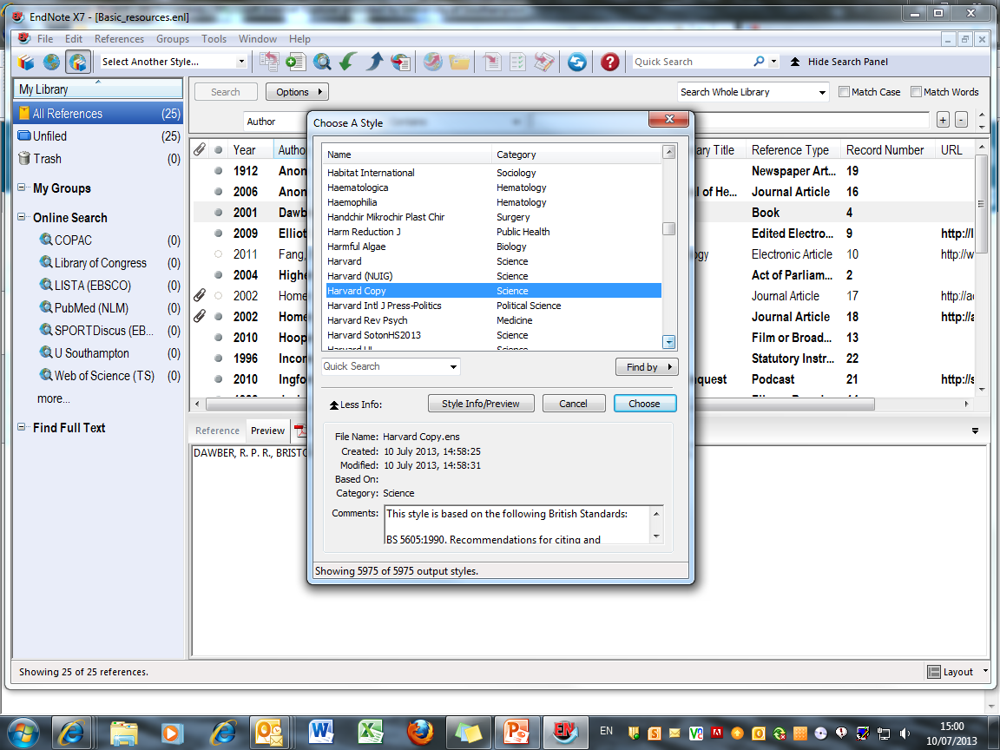 EndNote X7 - [Basic_resources.enl]
File Edit References Groups Tools Window Help
Select Another Style... Quick Search Hide Search Panel
My Library
All References (25)
Unfiled (25)
Trash (0)
My Groups
Online Search
COPAC (0)
Library of Congress (0)
LISTA (EBSCO) (0)
PubMed (NLM) (0)
SPORTDiscus (EB... (0)
U Southampton (0)
Web of Science (TS) (0)
more...
Find Full Text
Search Options Search Whole Library Match Case Match Words
Author + -
Year Autho ary Title Reference Type Record Number URL
1912 Anon Newspaper Art... 19
2006 Anon l of He... Journal Article 16
2001 Dawb Book 4
2009 Elliot Edited Electro... 9 http://l
2011 Fang, ogy Electronic Article 10 http://w
2004 Highe Act of Parliam... 2
2002 Home Journal Article 17 http://ac
2002 Home Journal Article 18 http://a
2010 Hoop Film or Broad... 13
1996 Incor Statutory Instr... 22
2010 Ingfo nquest Podcast 21 http://s
Reference Preview
DAWBER, R. P. R., BRISTO
Choose A Style
Name Category
Habitat International Sociology
Haematologica Hematology
Haemophilia Hematology
Handchir Mikrochir Plast Chir Surgery
Harm Reduction J Public Health
Harmful Algae Biology
Harvard Science
Harvard (NUIG) Science
Harvard Copy Science
Harvard Intl J Press-Politics Political Science
Harvard Rev Psych Medicine
Harvard SotonHS2013 Science
Quick Search Find by
Less Info: Style Info/Preview Cancel Choose
File Name: Harvard Copy.ens
Created: 10 July 2013, 14:58:25
Modified: 10 July 2013, 14:58:31
Based On:
Category: Science
Comments: This style is based on the following British Standards:
BS 5605:1990. Recommendations for citing and
Showing 5975 of 5975 output styles.
Showing 25 of 25 references. Layout
EN 15:00
10/07/2013